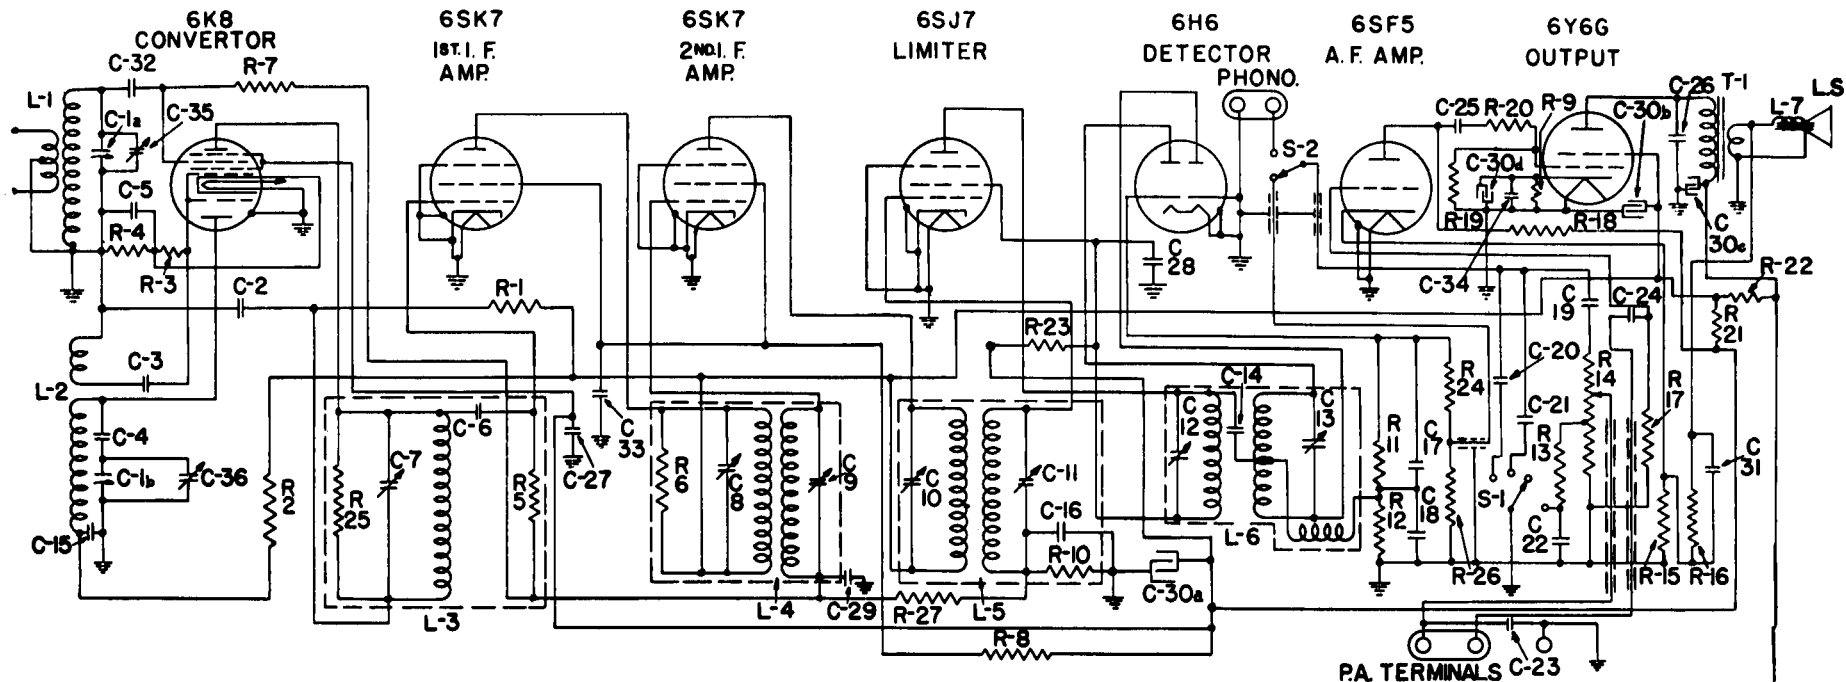 6K8
CONVERTOR
6SK7
1ST. I. F.
AMP.
6SK7
2ND. I. F.
AMP.
6SJ7
LIMITER
6H6
DETECTOR
PHONO.
6SF5
A. F. AMP.
6Y6G
OUTPUT
C-32
R-7
L-1
C-1a
C-35
C-5
R-4
R-3
C-2
R-1
C-3
L-2
C-4
C-1b
C-36
C-15
R
2
R
25
C-7
C-6
R
5
L-3
C-27
C
33
R
6
C
8
C
9
L-4
C-29
R-27
C
10
C-11
L-5
C-16
R-10
C-30a
R-8
R-23
C
28
C
12
C-14
C
13
L-6
S-2
R
11
C
17
R
12
C
18
R
24
R-26
C-20
C-21
S-1
R
13
C
22
C
19
R
14
C-24
R
17
R-15
R-16
C
31
C-25
R-20
R-9
C-30b
C-30d
R-19
C-34
R-18
C-26
T-1
L-7
L.S
C
30c
R-22
R
21
P.A. TERMINALS
C-23